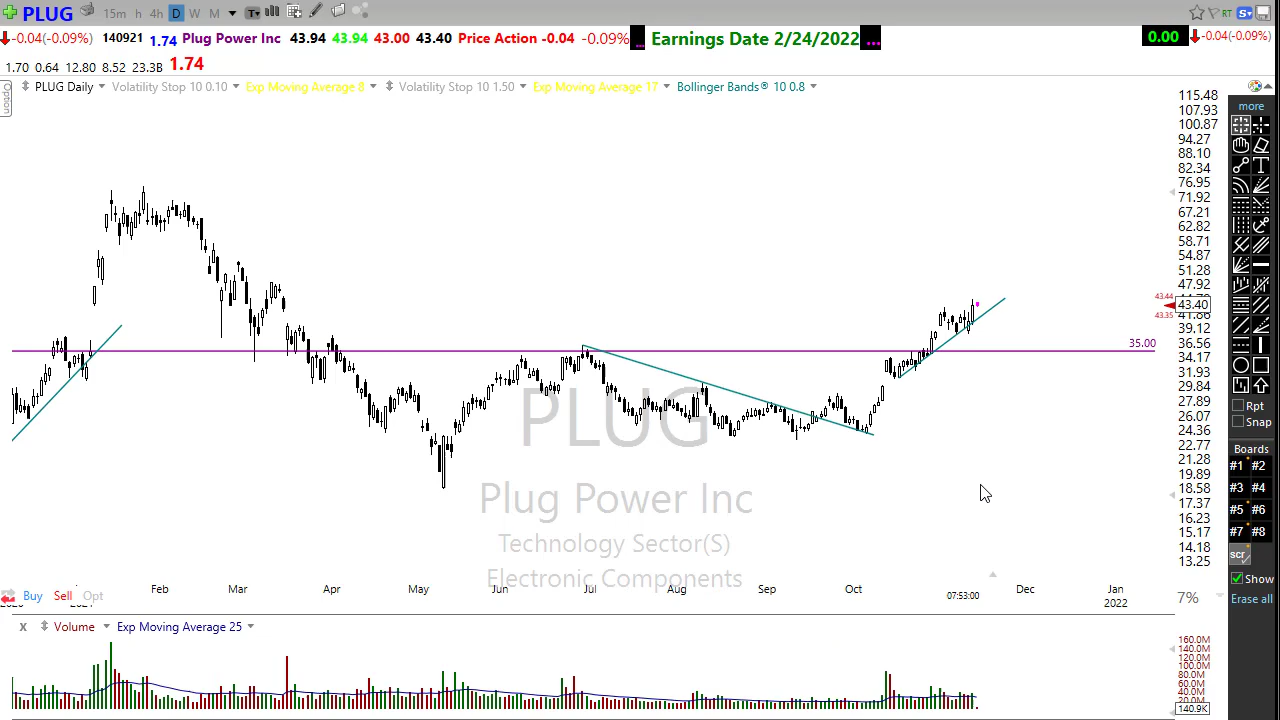 PLUG 15m h 4h D W M T RT S
-0.04(-0.09%) 140921 1.74 Plug Power Inc 43.94 43.94 43.00 43.40 Price Action -0.04 -0.09% ... Earnings Date 2/24/2022 ... 0.00 -0.04(-0.09%)
1.70 0.64 12.80 8.52 23.3B 1.74
Option
PLUG Daily Volatility Stop 10 0.10 Exp Moving Average 8 Volatility Stop 10 1.50 Exp Moving Average 17 Bollinger Bands® 10 0.8
115.48
107.93
100.87
94.27
88.10
82.34
76.95
71.92
67.21
62.82
58.71
54.87
51.28
47.92
43.44
43.40
43.35
41.86
39.12
36.56
35.00
34.17
31.93
29.84
27.89
26.07
24.36
22.77
21.28
19.89
18.58
17.37
16.23
15.17
14.18
13.25
PLUG
Plug Power Inc
Technology Sector(S)
Electronic Components
Feb Mar Apr May Jun Jul Aug Sep Oct 07:53:00 Dec Jan
2022
Buy Sell Opt
7%
X Volume Exp Moving Average 25
160.0M
140.0M
120.0M
100.0M
80.0M
60.0M
40.0M
140.9K
more
T
Rpt
Snap
Boards
#1 #2
#3 #4
#5 #6
#7 #8
scr
Show
Erase all